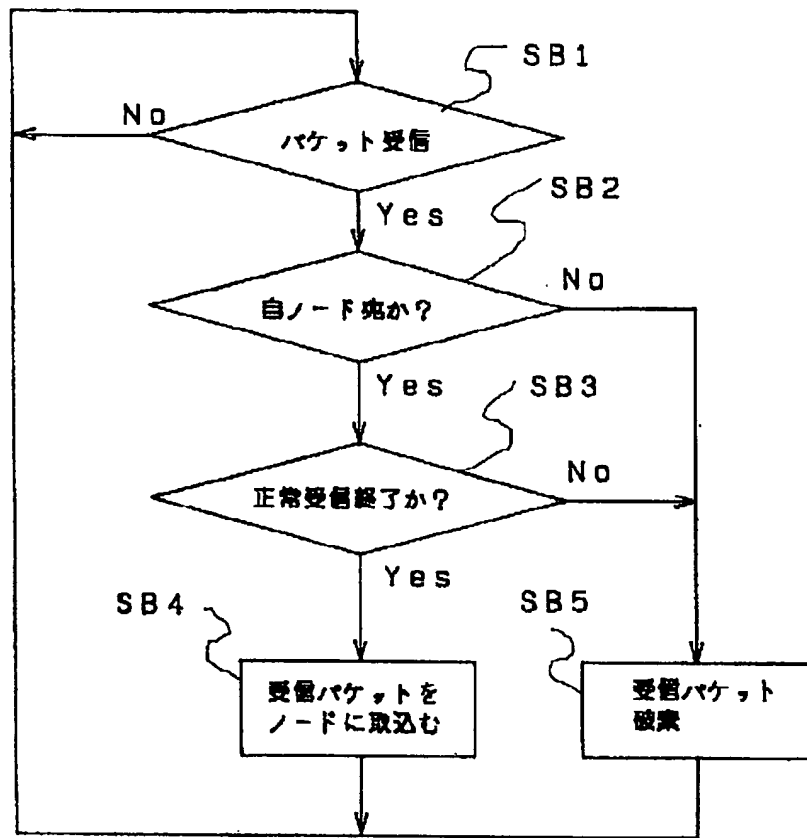 SB1
No
パケット受信
SB2
Yes
No
自ノード宛か?
Yes
SB3
No
正常受信終了か?
Yes
SB4
SB5
受信パケットを
ノードに取込む
受信パケット
破棄